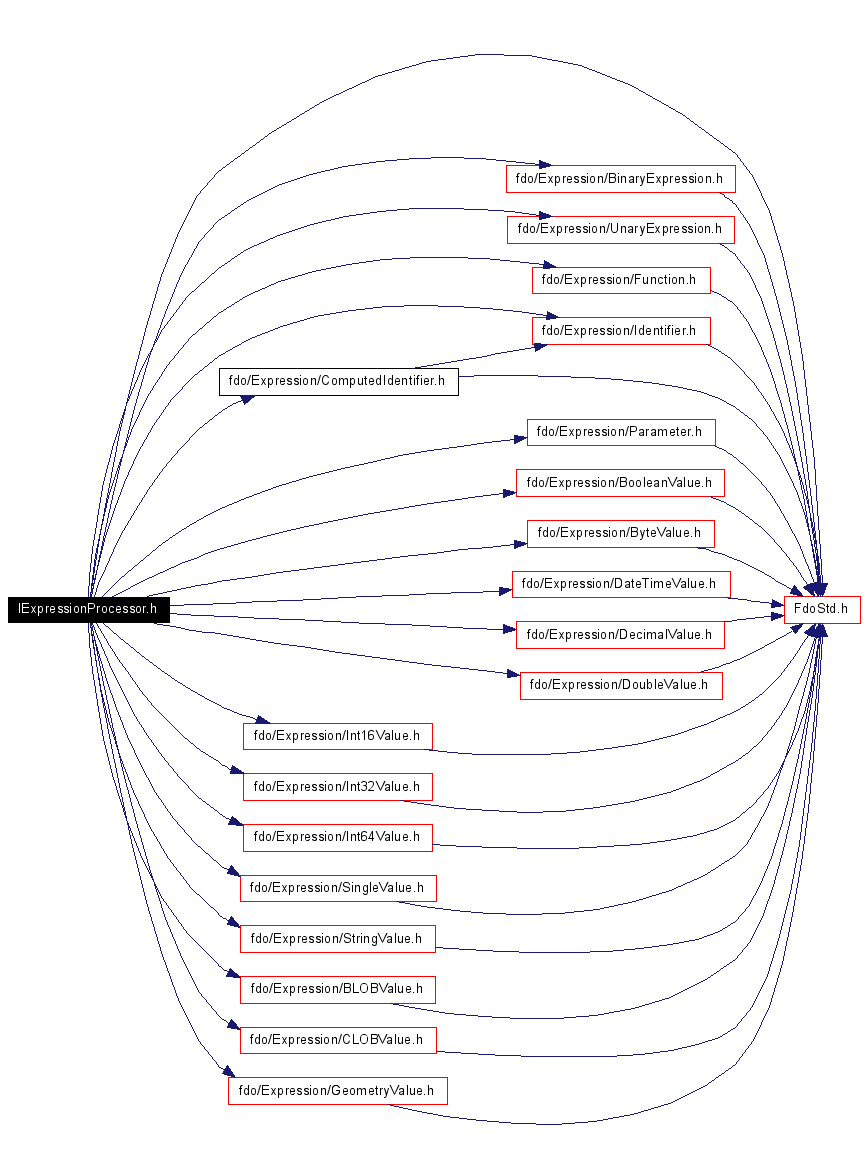 fdo/Expression/BinaryExpression.h
fdo/Expression/UnaryExpression.h
fdo/Expression/Function.h
fdo/Expression/Identifier.h
fdo/Expression/ComputedIdentifier.h
fdo/Expression/Parameter.h
fdo/Expression/BooleanValue.h
fdo/Expression/ByteValue.h
fdo/Expression/DateTimeValue.h
IExpressionProcessor.h
FdoStd.h
fdo/Expression/DecimalValue.h
fdo/Expression/DoubleValue.h
fdo/Expression/Int16Value.h
fdo/Expression/Int32Value.h
fdo/Expression/Int64Value.h
fdo/Expression/SingleValue.h
fdo/Expression/StringValue.h
fdo/Expression/BLOBValue.h
fdo/Expression/CLOBValue.h
fdo/Expression/GeometryValue.h